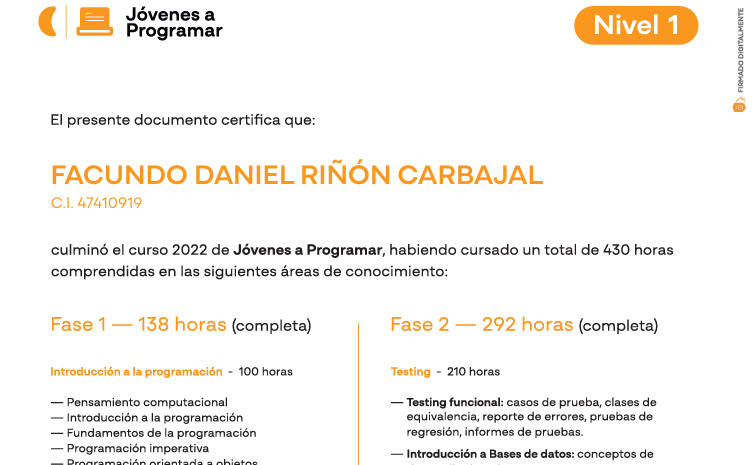 Jóvenes a
Programar
Nivel 1
FIRMADO DIGITALMENTE
El presente documento certifica que:
FACUNDO DANIEL RIÑÓN CARBAJAL
C.I. 47410919
culminó el curso 2022 de Jóvenes a Programar, habiendo cursado un total de 430 horas
comprendidas en las siguientes áreas de conocimiento:
Fase 1 — 138 horas (completa)
Introducción a la programación - 100 horas
— Pensamiento computacional
— Introducción a la programación
— Fundamentos de la programación
— Programación imperativa
— Programación orientada a objetos
Fase 2 — 292 horas (completa)
Testing - 210 horas
— Testing funcional: casos de prueba, clases de
equivalencia, reporte de errores, pruebas de
regresión, informes de pruebas.
— Introducción a Bases de datos: conceptos de